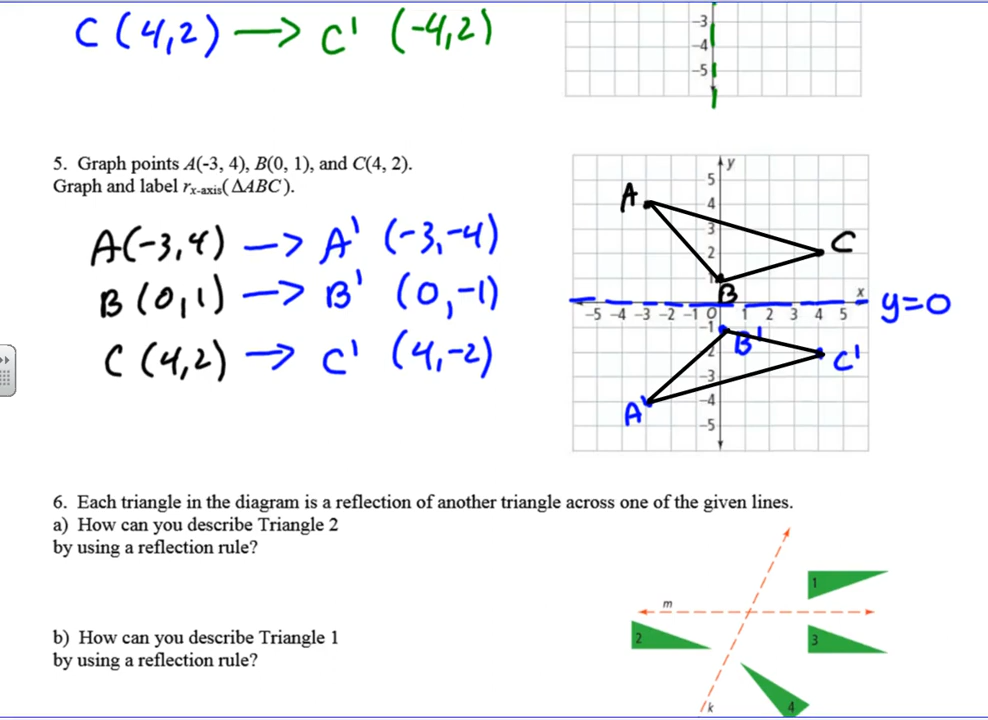 C (4,2) → C' (-4,2)
-3
-4
-5
5. Graph points A(-3, 4), B(0, 1), and C(4, 2).
Graph and label r x-axis(ΔABC).
A(-3,4) → A' (-3,-4)
B (0,1) → B' (0,-1)
C (4,2) → C' (4,-2)
y
5
A
4
3
C
2
B
x
y=0
-5 -4 -3 -2 -1 0 1 2 3 4 5
-1
B'
2
C'
-3
-4
A'
-5
6. Each triangle in the diagram is a reflection of another triangle across one of the given lines.
a) How can you describe Triangle 2
by using a reflection rule?
1
m
b) How can you describe Triangle 1
by using a reflection rule?
2
3
k
4